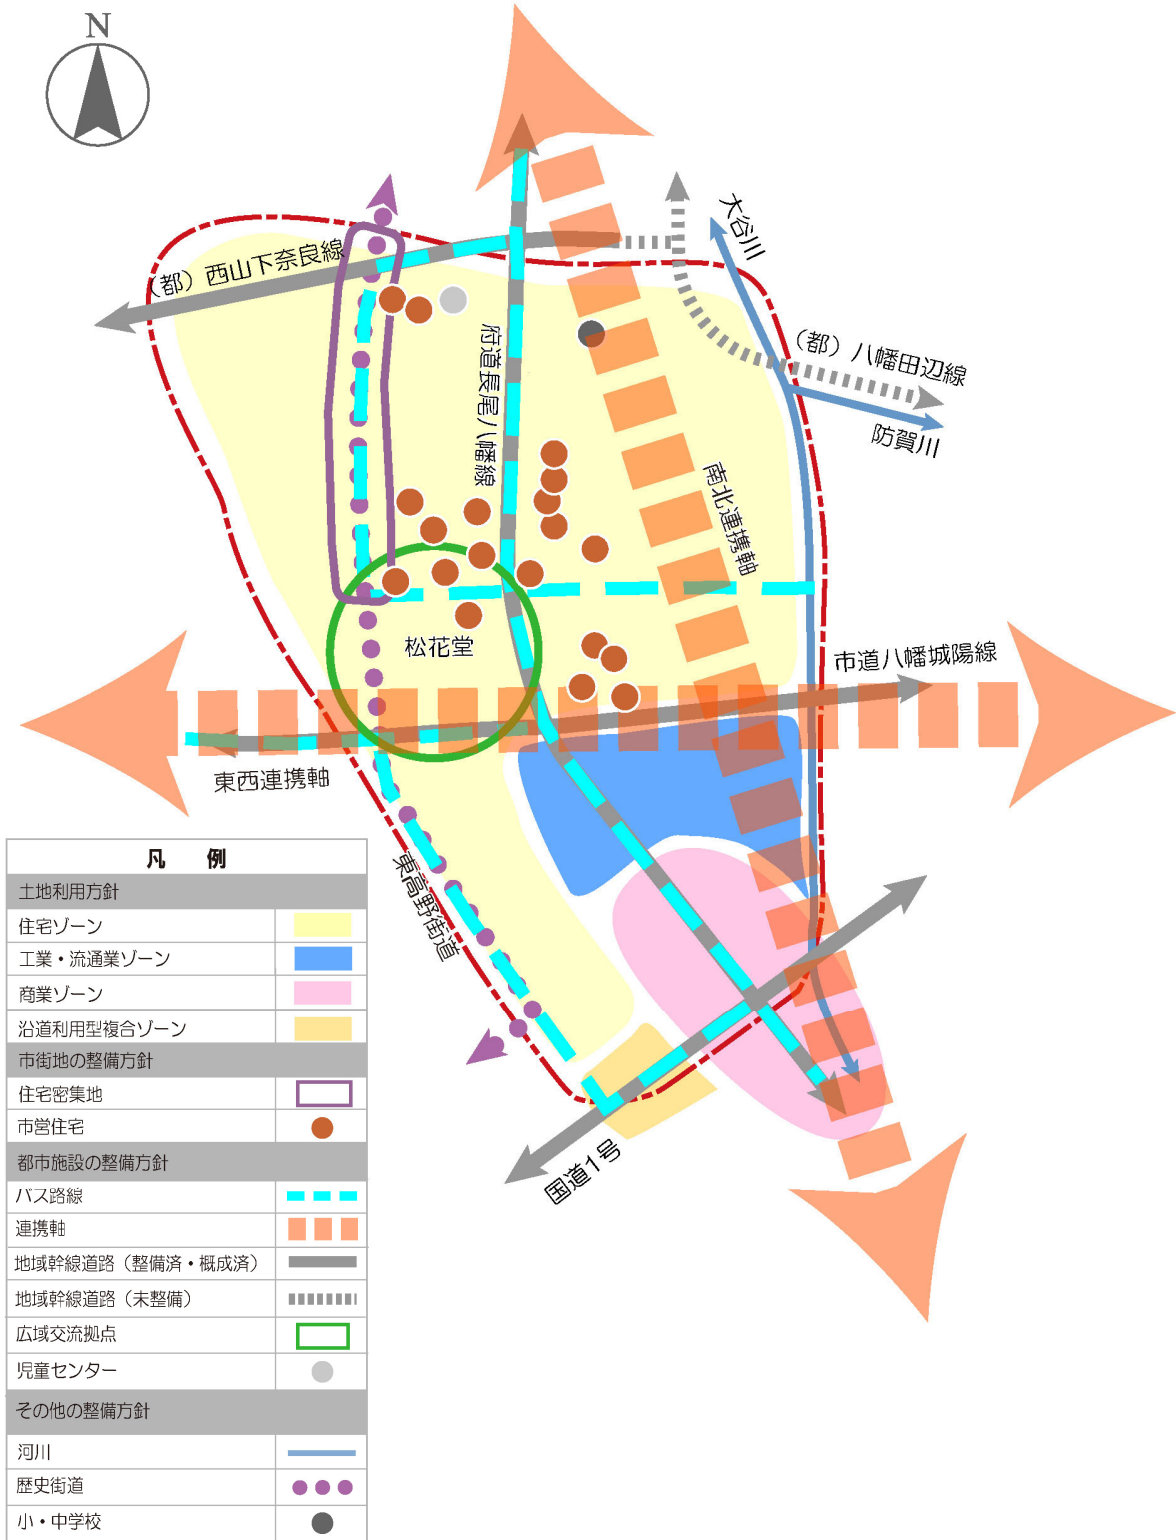 N
大谷川
（都）西山下奈良線
（都）八幡田辺線
府道長尾八幡線
防賀川
南北連携軸
松花堂
市道八幡城陽線
東西連携軸
東高野街道
国道1号
凡　例
土地利用方針
住宅ゾーン
工業・流通業ゾーン
商業ゾーン
沿道利用型複合ゾーン
市街地の整備方針
住宅密集地
市営住宅
都市施設の整備方針
バス路線
連携軸
地域幹線道路（整備済・概成済）
地域幹線道路（未整備）
広域交流拠点
児童センター
その他の整備方針
河川
歴史街道
小・中学校